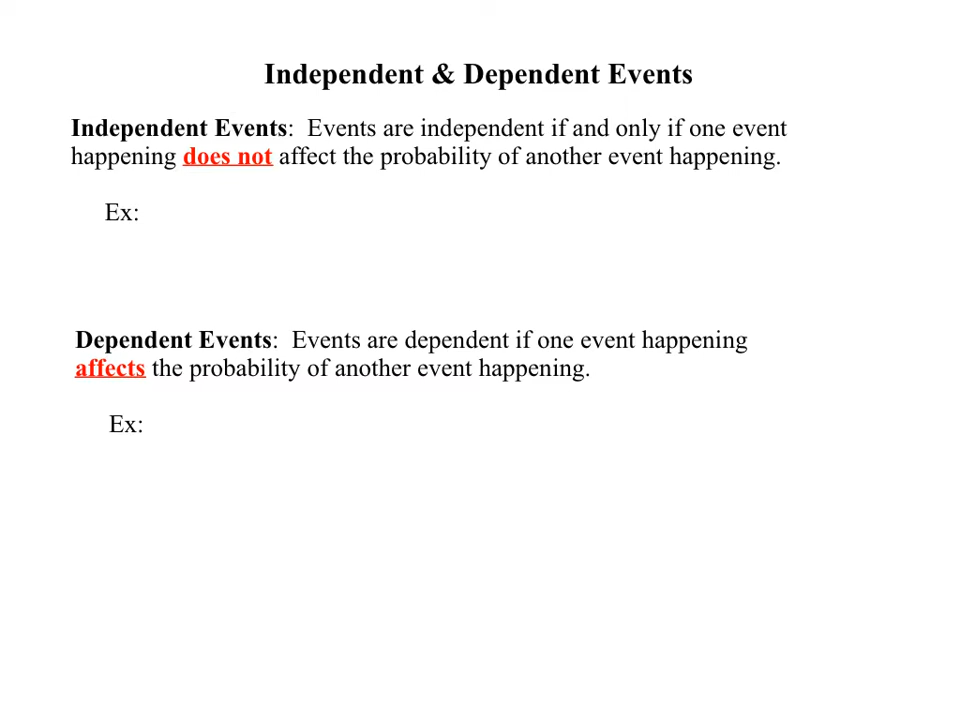 Independent & Dependent Events
Independent Events:  Events are independent if and only if one event
happening does not affect the probability of another event happening.
Ex:
Dependent Events:  Events are dependent if one event happening
affects the probability of another event happening.
Ex: